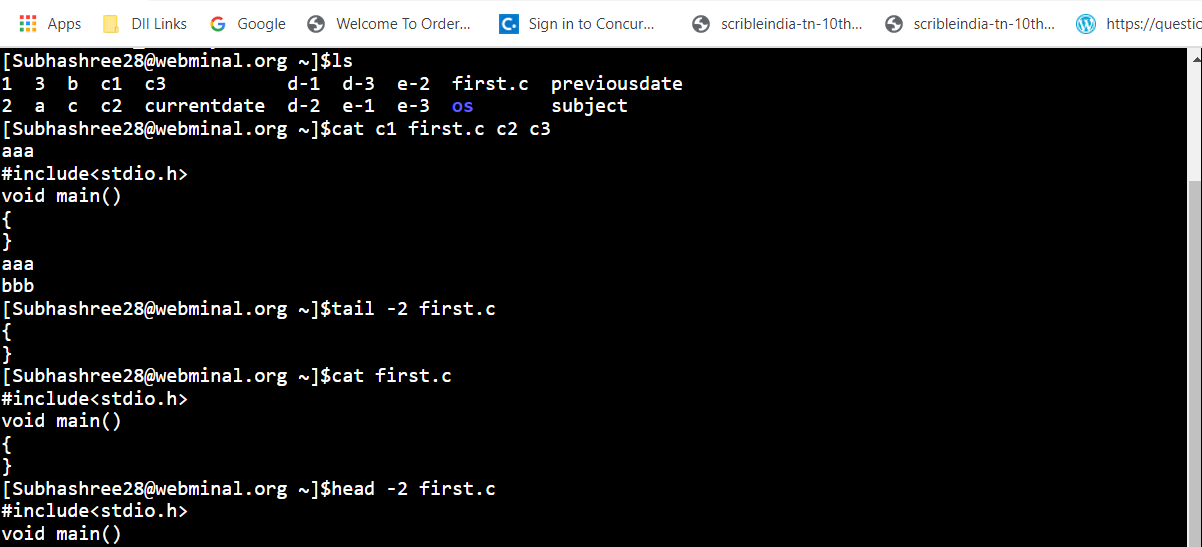 Apps Dll Links Google Welcome To Order... Sign in to Concur... scribleindia-tn-10th... scribleindia-tn-10th... https://questio
[Subhashree28@webminal.org ~]$ls
1 3 b c1 c3 d-1 d-3 e-2 first.c previousdate
2 a c c2 currentdate d-2 e-1 e-3 os subject
[Subhashree28@webminal.org ~]$cat c1 first.c c2 c3
aaa
#include<stdio.h>
void main()
{
}
aaa
bbb
[Subhashree28@webminal.org ~]$tail -2 first.c
{
}
[Subhashree28@webminal.org ~]$cat first.c
#include<stdio.h>
void main()
{
}
[Subhashree28@webminal.org ~]$head -2 first.c
#include<stdio.h>
void main()